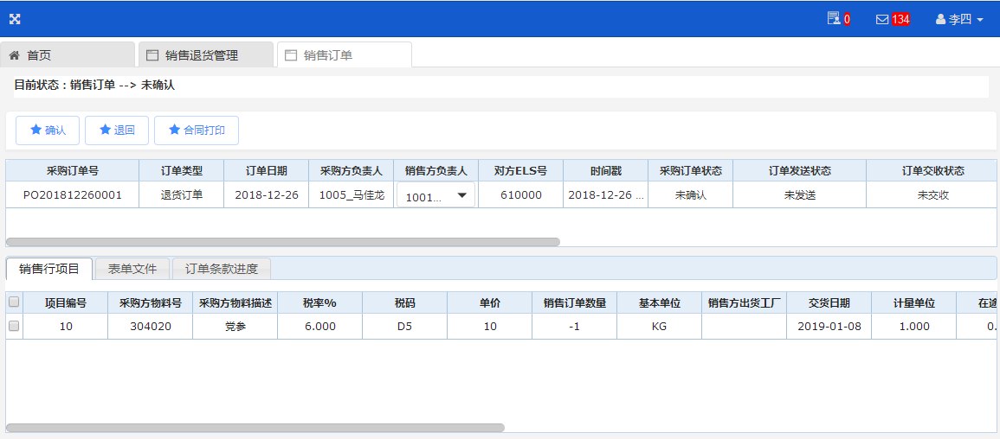 0 134 李四
首页 销售退货管理 销售订单
目前状态：销售订单 --> 未确认
确认 退回 合同打印
采购订单号 订单类型 订单日期 采购方负责人 销售方负责人 对方ELS号 时间戳 采购订单状态 订单发送状态 订单交收状态
PO201812260001 退货订单 2018-12-26 1005_马佳龙 1001... 610000 2018-12-26 ... 未确认 未发送 未交收
销售行项目 表单文件 订单条款进度
项目编号 采购方物料号 采购方物料描述 税率% 税码 单价 销售订单数量 基本单位 销售方出货工厂 交货日期 计量单位 在途
10 304020 党参 6.000 D5 10 -1 KG 2019-01-08 1.000 0.